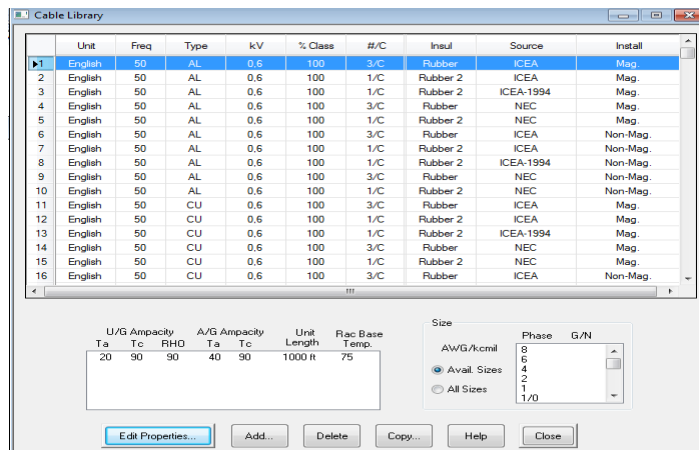 Cable Library
Unit Freq Type kV % Class #/C Insul Source Install
1 English 50 AL 0,6 100 3/C Rubber ICEA Mag.
2 English 50 AL 0,6 100 1/C Rubber 2 ICEA Mag.
3 English 50 AL 0,6 100 1/C Rubber 2 ICEA-1994 Mag.
4 English 50 AL 0,6 100 3/C Rubber NEC Mag.
5 English 50 AL 0,6 100 1/C Rubber 2 NEC Mag.
6 English 50 AL 0,6 100 3/C Rubber ICEA Non-Mag.
7 English 50 AL 0,6 100 1/C Rubber 2 ICEA Non-Mag.
8 English 50 AL 0,6 100 1/C Rubber 2 ICEA-1994 Non-Mag.
9 English 50 AL 0,6 100 3/C Rubber NEC Non-Mag.
10 English 50 AL 0,6 100 1/C Rubber 2 NEC Non-Mag.
11 English 50 CU 0,6 100 3/C Rubber ICEA Mag.
12 English 50 CU 0,6 100 1/C Rubber 2 ICEA Mag.
13 English 50 CU 0,6 100 1/C Rubber 2 ICEA-1994 Mag.
14 English 50 CU 0,6 100 3/C Rubber NEC Mag.
15 English 50 CU 0,6 100 1/C Rubber 2 NEC Mag.
16 English 50 CU 0,6 100 3/C Rubber ICEA Non-Mag.
U/G Ampacity A/G Ampacity Unit Rac Base
Ta Tc RHO Ta Tc Length Temp.
20 90 90 40 90 1000 ft 75
Size
Phase G/N
AWG/kcmil
Avail. Sizes
All Sizes
8
6
4
2
1
1/0
Edit Properties... Add... Delete Copy... Help Close